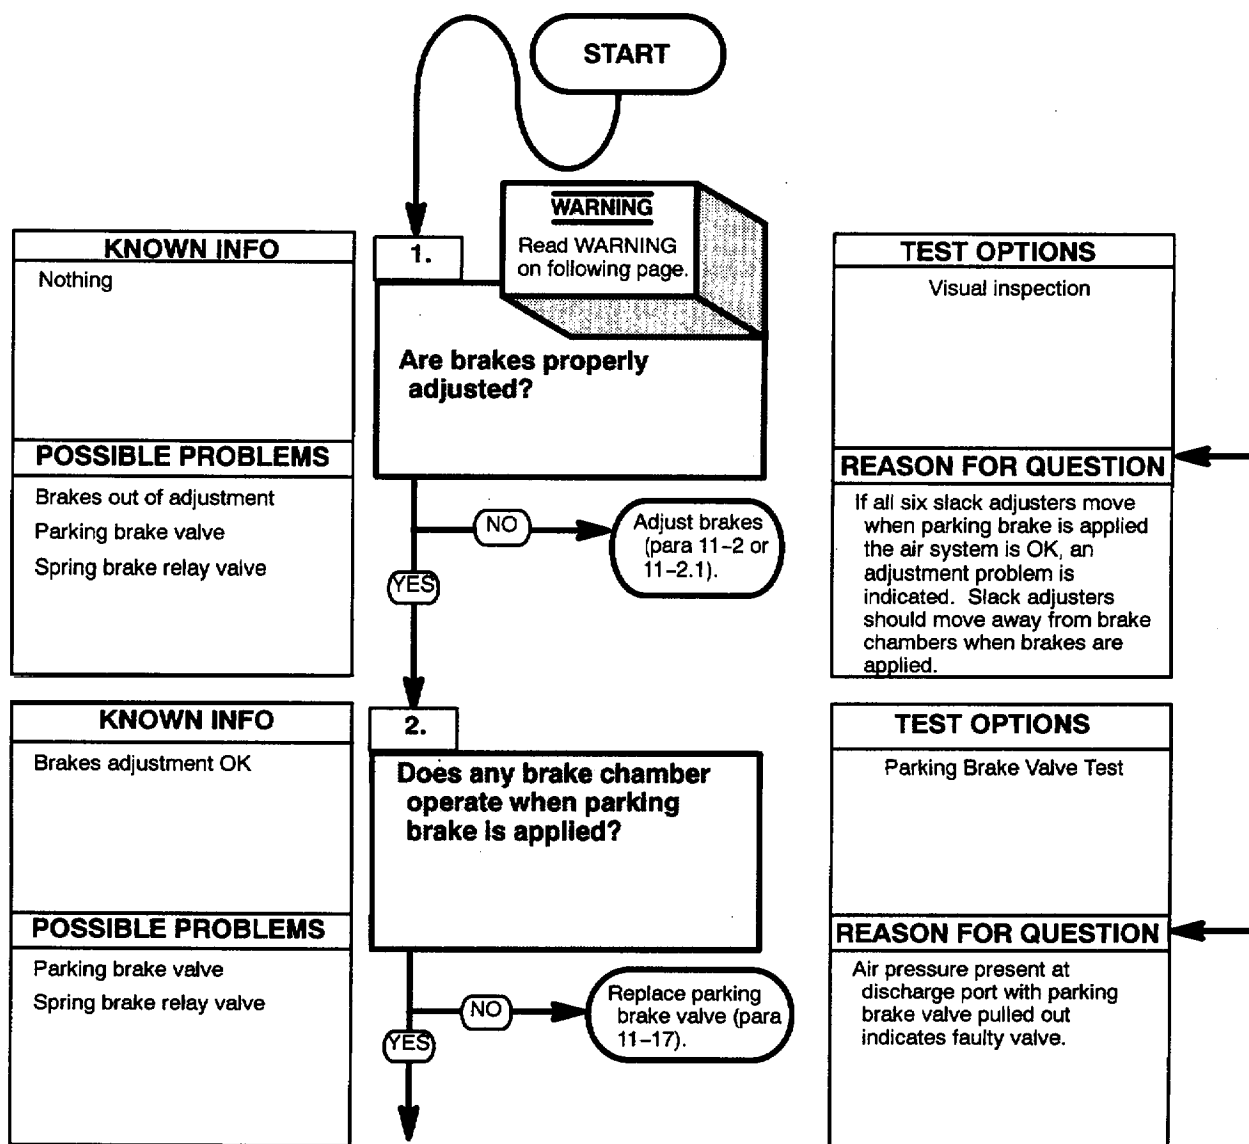 START
WARNING
Read WARNING
on following page.
KNOWN INFO
Nothing
POSSIBLE PROBLEMS
Brakes out of adjustment
Parking brake valve
Spring brake relay valve
1.
Are brakes properly
adjusted?
NO
Adjust brakes
(para 11–2 or
11–2.1).
YES
TEST OPTIONS
Visual inspection
REASON FOR QUESTION
If all six slack adjusters move
when parking brake is applied
the air system is OK, an
adjustment problem is
indicated. Slack adjusters
should move away from brake
chambers when brakes are
applied.
KNOWN INFO
Brakes adjustment OK
POSSIBLE PROBLEMS
Parking brake valve
Spring brake relay valve
2.
Does any brake chamber
operate when parking
brake is applied?
NO
Replace parking
brake valve (para
11–17).
YES
TEST OPTIONS
Parking Brake Valve Test
REASON FOR QUESTION
Air pressure present at
discharge port with parking
brake valve pulled out
indicates faulty valve.